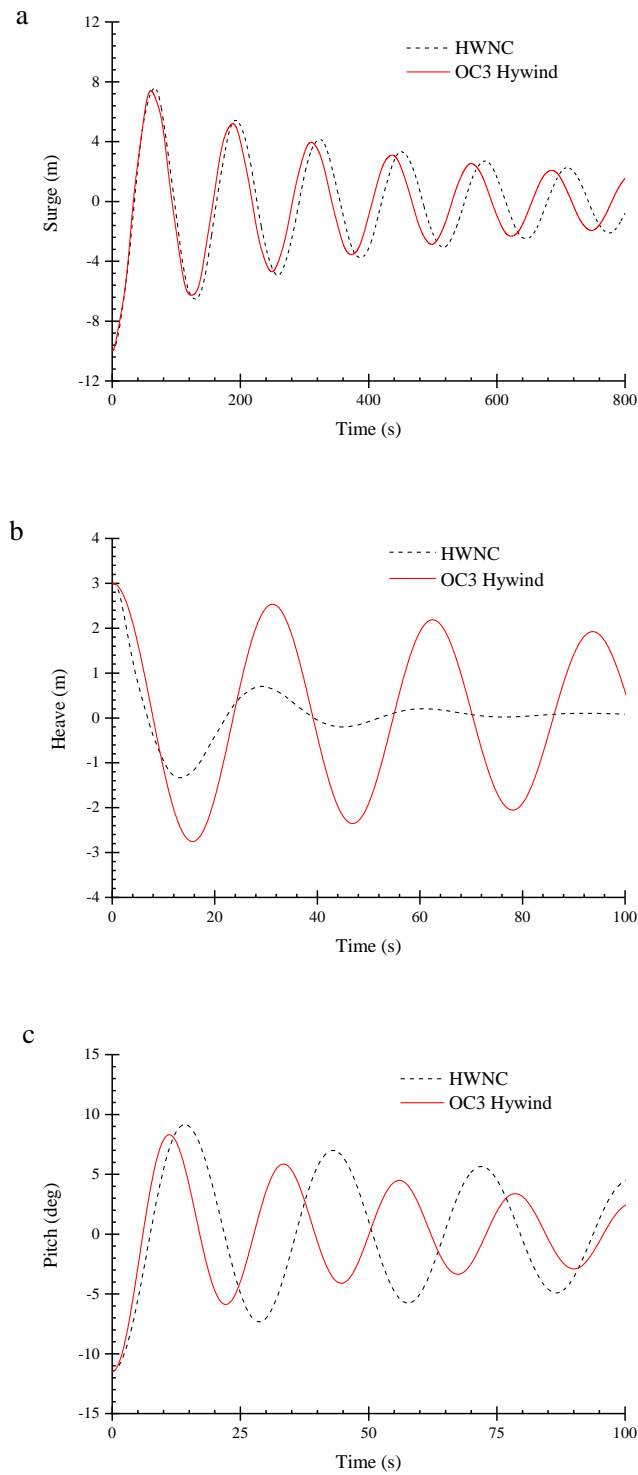 a
12
8
4
0
-4
-8
-12
Surge (m)
HWNC
OC3 Hywind
0 200 400 600 800
Time (s)
b
4
3
2
1
0
-1
-2
-3
-4
Heave (m)
HWNC
OC3 Hywind
0 20 40 60 80 100
Time (s)
c
15
10
5
0
-5
-10
-15
Pitch (deg)
HWNC
OC3 Hywind
0 25 50 75 100
Time (s)